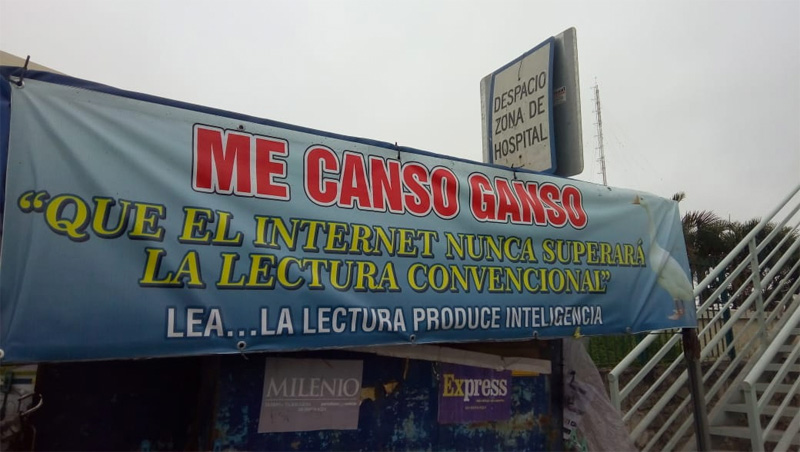 DESPACIO
ZONA DE
HOSPITAL
ME CANSO GANSO
“QUE EL INTERNET NUNCA SUPERARÁ
LA LECTURA CONVENCIONAL”
LEA...LA LECTURA PRODUCE INTELIGENCIA
MILENIO
Express